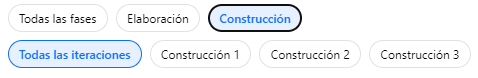 Todas las fases Elaboración Construcción
Todas las iteraciones Construcción 1 Construcción 2 Construcción 3